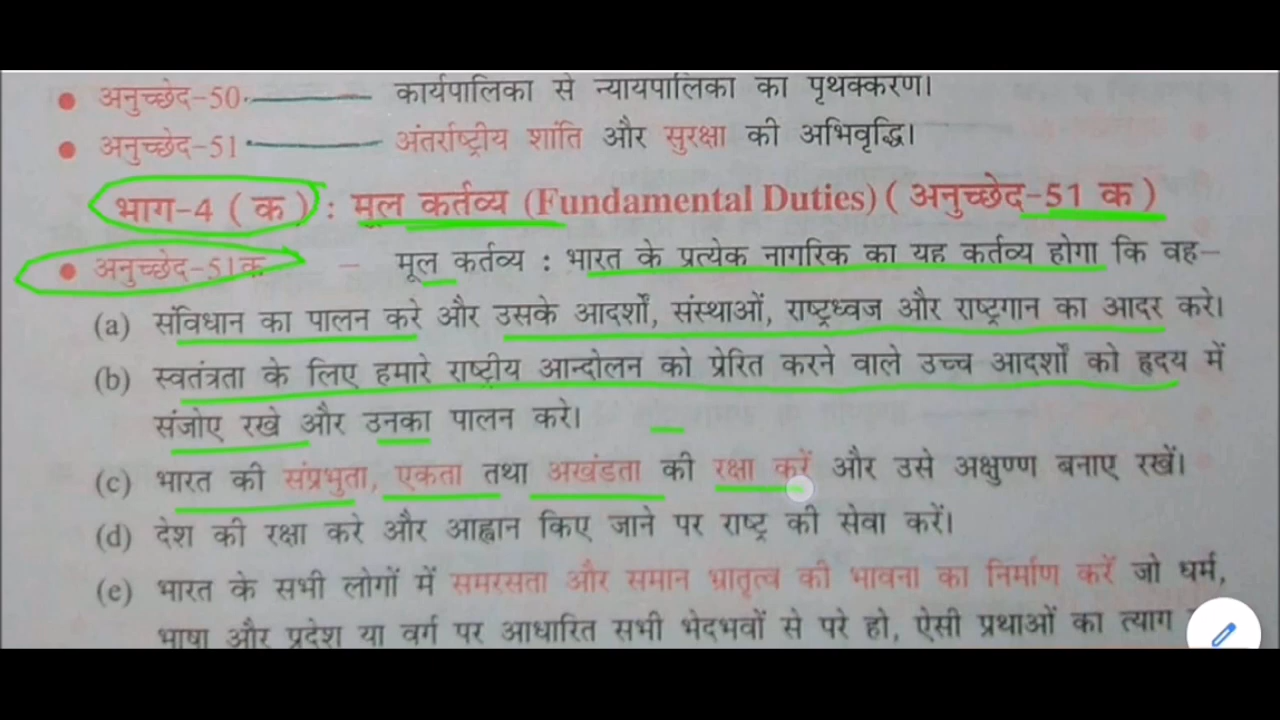 • अनुच्छेद-50 ——— कार्यपालिका से न्यायपालिका का पृथक्करण।
• अनुच्छेद-51 ——— अंतर्राष्ट्रीय शांति और सुरक्षा की अभिवृद्धि।
भाग-4 ( क ) : मूल कर्तव्य (Fundamental Duties) ( अनुच्छेद-51 क )
• अनुच्छेद-51क – मूल कर्तव्य : भारत के प्रत्येक नागरिक का यह कर्तव्य होगा कि वह–
(a) संविधान का पालन करे और उसके आदर्शों, संस्थाओं, राष्ट्रध्वज और राष्ट्रगान का आदर करे।
(b) स्वतंत्रता के लिए हमारे राष्ट्रीय आन्दोलन को प्रेरित करने वाले उच्च आदर्शों को हृदय में
संजोए रखे और उनका पालन करे।
(c) भारत की संप्रभुता, एकता तथा अखंडता की रक्षा करें और उसे अक्षुण्ण बनाए रखें।
(d) देश की रक्षा करे और आह्वान किए जाने पर राष्ट्र की सेवा करें।
(e) भारत के सभी लोगों में समरसता और समान भ्रातृत्व की भावना का निर्माण करें जो धर्म,
भाषा और प्रदेश या वर्ग पर आधारित सभी भेदभवों से परे हो, ऐसी प्रथाओं का त्याग